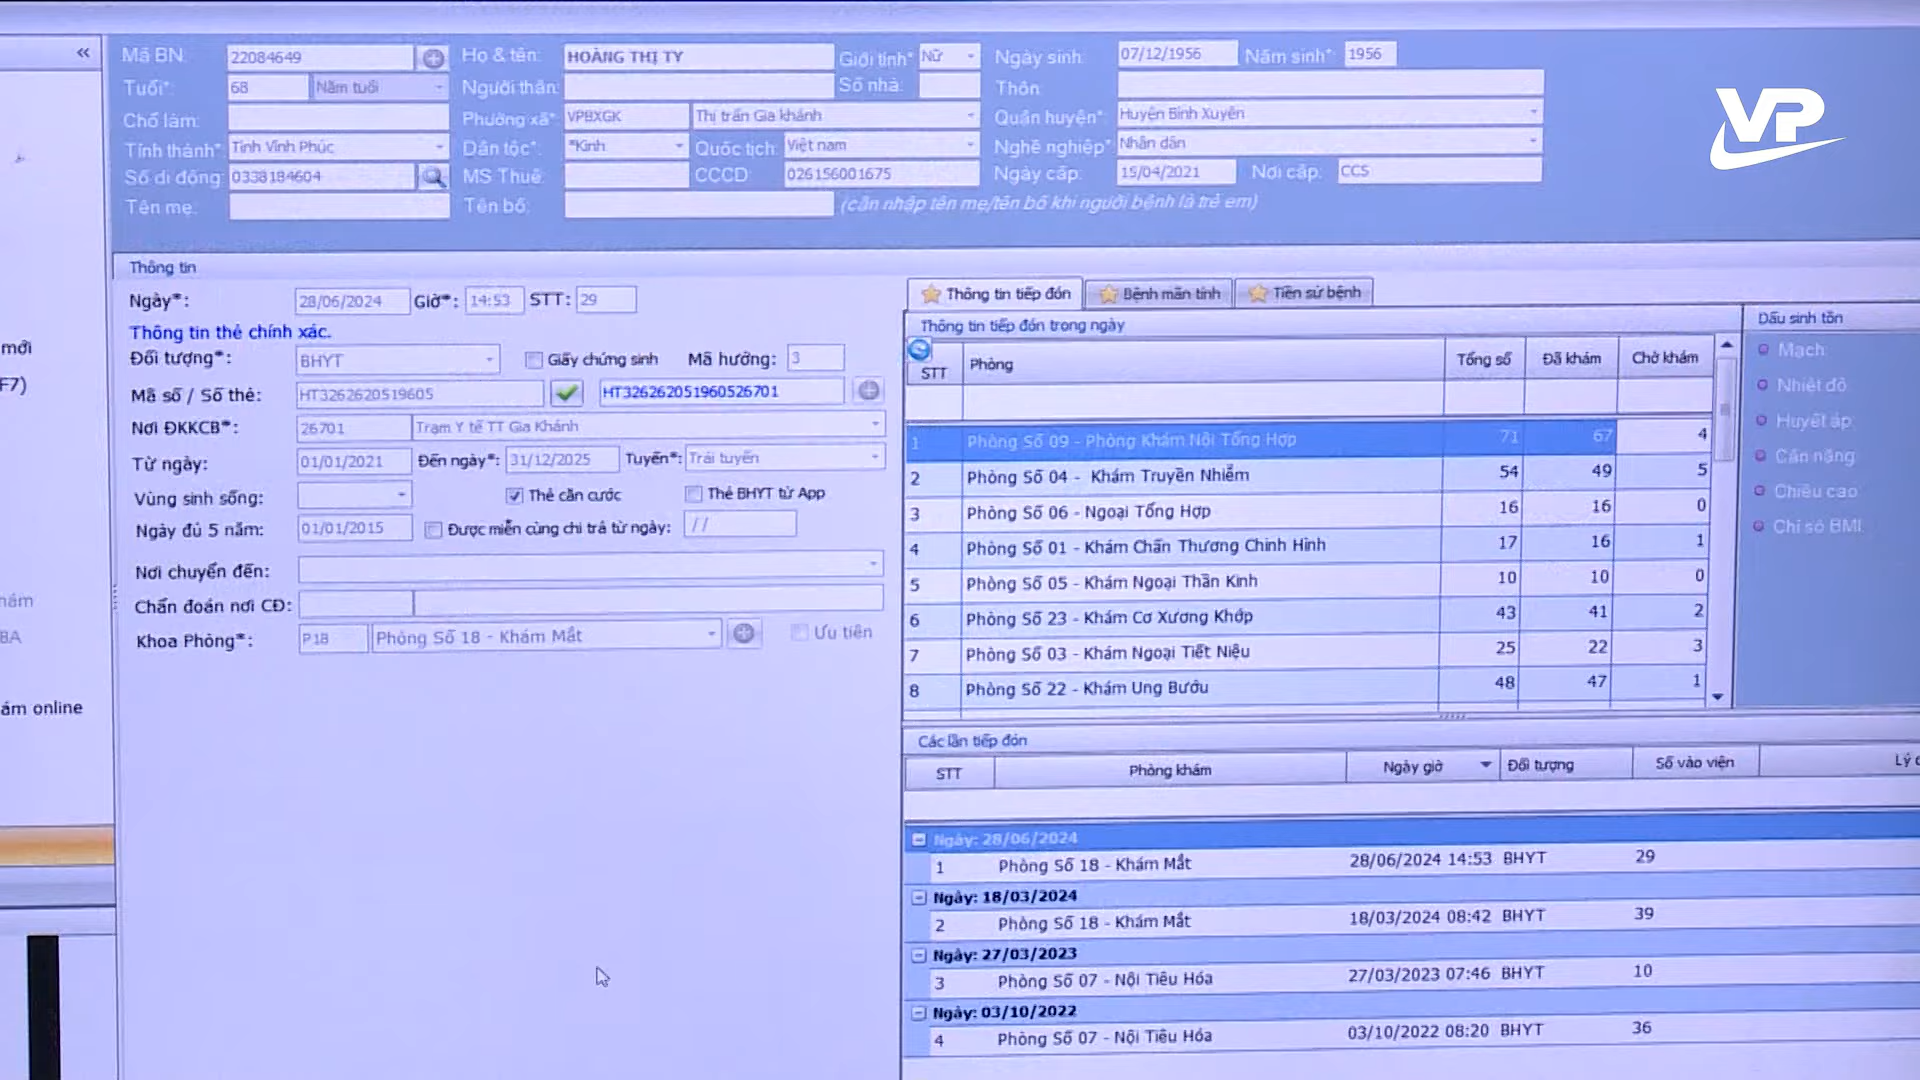 VP
Mã BN: 22084649 Họ & tên: HOÀNG THỊ TY Giới tính* Nữ Ngày sinh: 07/12/1956 Năm sinh*: 1956
Tuổi*: 68 Năm tuổi Người thân: Số nhà: Thôn:
Chỗ làm: Phường xã*: VPBXGK Thị trấn Gia khánh Quận huyện*: Huyện Bình Xuyên
Tỉnh thành* Tỉnh Vĩnh Phúc Dân tộc*: *Kinh Quốc tịch: Việt nam Nghề nghiệp* Nhân dân
Số di động: 0338184604 MS Thuế: CCCD: 026156001675 Ngày cấp: 15/04/2021 Nơi cấp: CCS
Tên mẹ: Tên bố: (cần nhập tên mẹ/tên bố khi người bệnh là trẻ em)
Thông tin
Ngày*: 28/06/2024 Giờ*: 14:53 STT: 29
Thông tin thẻ chính xác.
Đối tượng*: BHYT Giấy chứng sinh Mã hưởng: 3
Mã số / Số thẻ: HT3262620519605 HT326262051960526701
Nơi ĐKKCB*: 26701 Trạm Y tế TT Gia Khánh
Từ ngày: 01/01/2021 Đến ngày*: 31/12/2025 Tuyến*: Trái tuyến
Vùng sinh sống: Thẻ căn cước Thẻ BHYT từ App
Ngày đủ 5 năm: 01/01/2015 Được miễn cùng chi trả từ ngày: / /
Nơi chuyển đến:
Chẩn đoán nơi CĐ:
Khoa Phòng*: P18 Phòng Số 18 - Khám Mắt Ưu tiên
mới
F7)
hám
BA
ám online
Thông tin tiếp đón Bệnh mãn tính Tiền sử bệnh
Thông tin tiếp đón trong ngày
STT Phòng Tổng số Đã khám Chờ khám
1 Phòng Số 09 - Phòng Khám Nội Tổng Hợp 71 67 4
2 Phòng Số 04 - Khám Truyền Nhiễm 54 49 5
3 Phòng Số 06 - Ngoại Tổng Hợp 16 16 0
4 Phòng Số 01 - Khám Chấn Thương Chỉnh Hình 17 16 1
5 Phòng Số 05 - Khám Ngoại Thần Kinh 10 10 0
6 Phòng Số 23 - Khám Cơ Xương Khớp 43 41 2
7 Phòng Số 03 - Khám Ngoại Tiết Niệu 25 22 3
8 Phòng Số 22 - Khám Ung Bướu 48 47 1
Dấu sinh tồn
Mạch
Nhiệt độ
Huyết áp
Cân nặng
Chiều cao
Chỉ số BMI
Các lần tiếp đón
STT Phòng khám Ngày giờ Đối tượng Số vào viện Lý
Ngày: 28/06/2024
1 Phòng Số 18 - Khám Mắt 28/06/2024 14:53 BHYT 29
Ngày: 18/03/2024
2 Phòng Số 18 - Khám Mắt 18/03/2024 08:42 BHYT 39
Ngày: 27/03/2023
3 Phòng Số 07 - Nội Tiêu Hóa 27/03/2023 07:46 BHYT 10
Ngày: 03/10/2022
4 Phòng Số 07 - Nội Tiêu Hóa 03/10/2022 08:20 BHYT 36